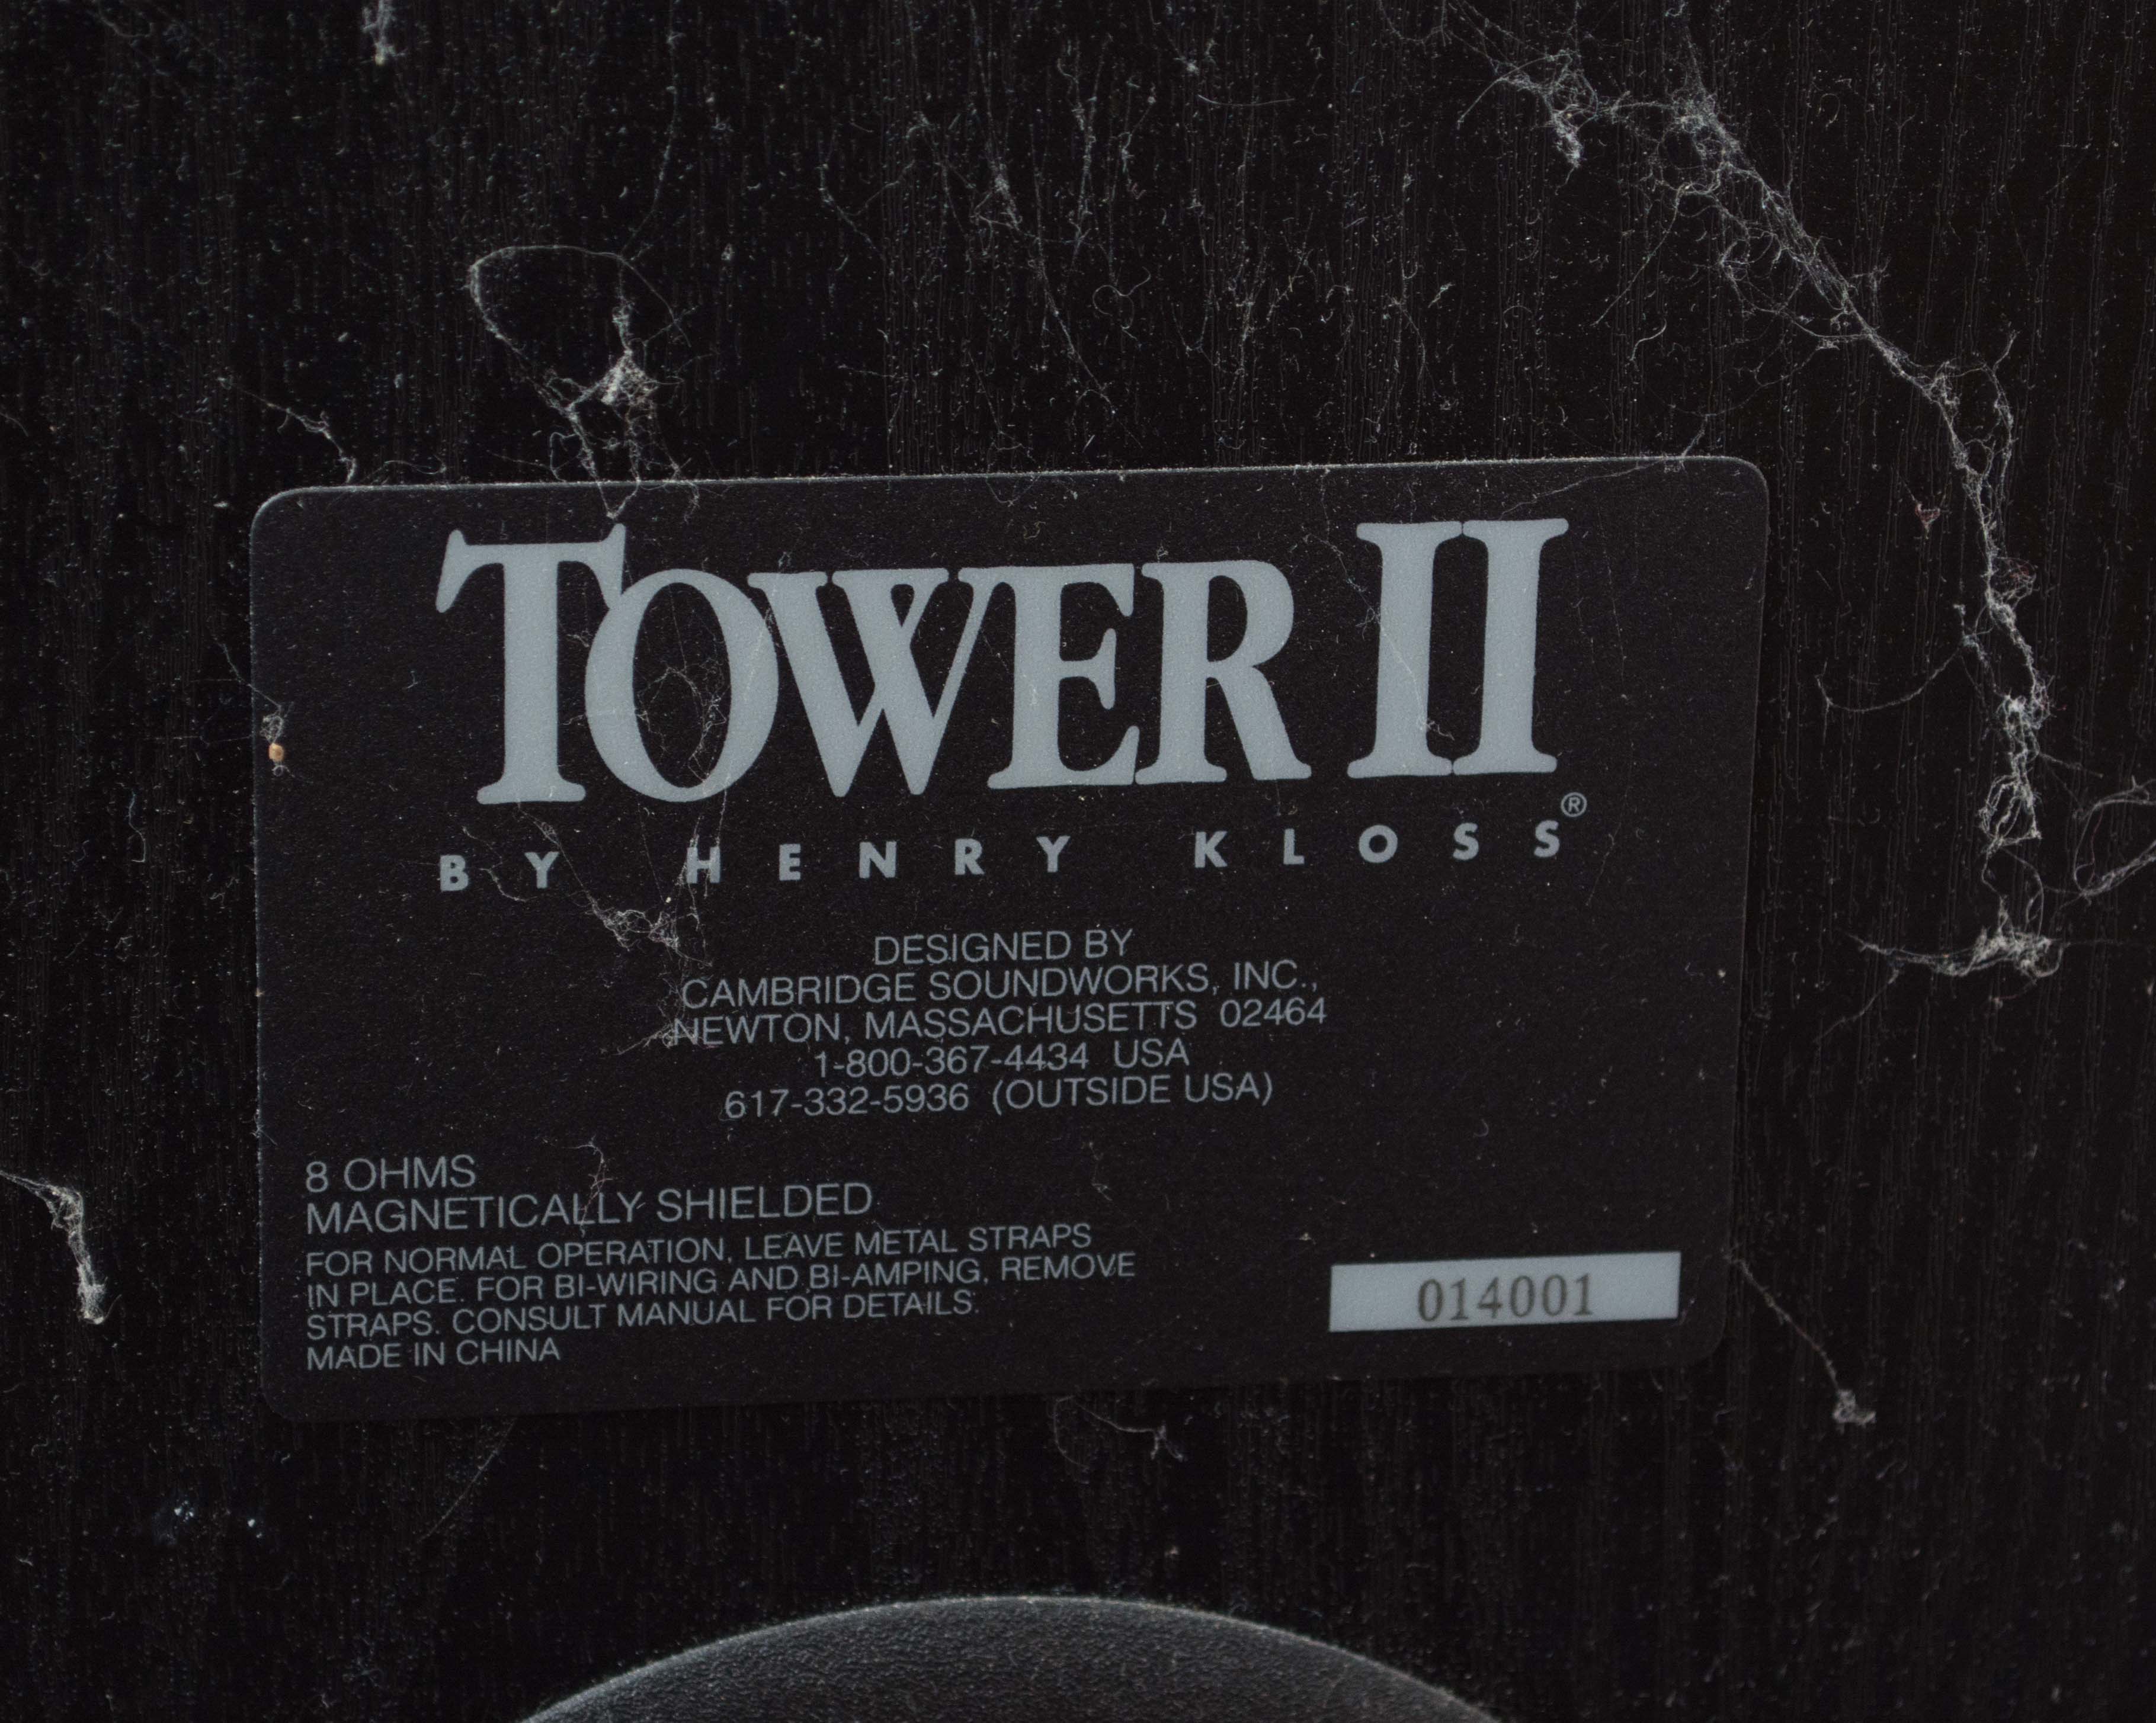 TOWER II
BY HENRY KLOSS®
DESIGNED BY
CAMBRIDGE SOUNDWORKS, INC.,
NEWTON, MASSACHUSETTS 02464
1-800-367-4434 USA
617-332-5936 (OUTSIDE USA)
8 OHMS
MAGNETICALLY SHIELDED
FOR NORMAL OPERATION, LEAVE METAL STRAPS
IN PLACE. FOR BI-WIRING AND BI-AMPING, REMOVE
STRAPS. CONSULT MANUAL FOR DETAILS.
MADE IN CHINA
014001